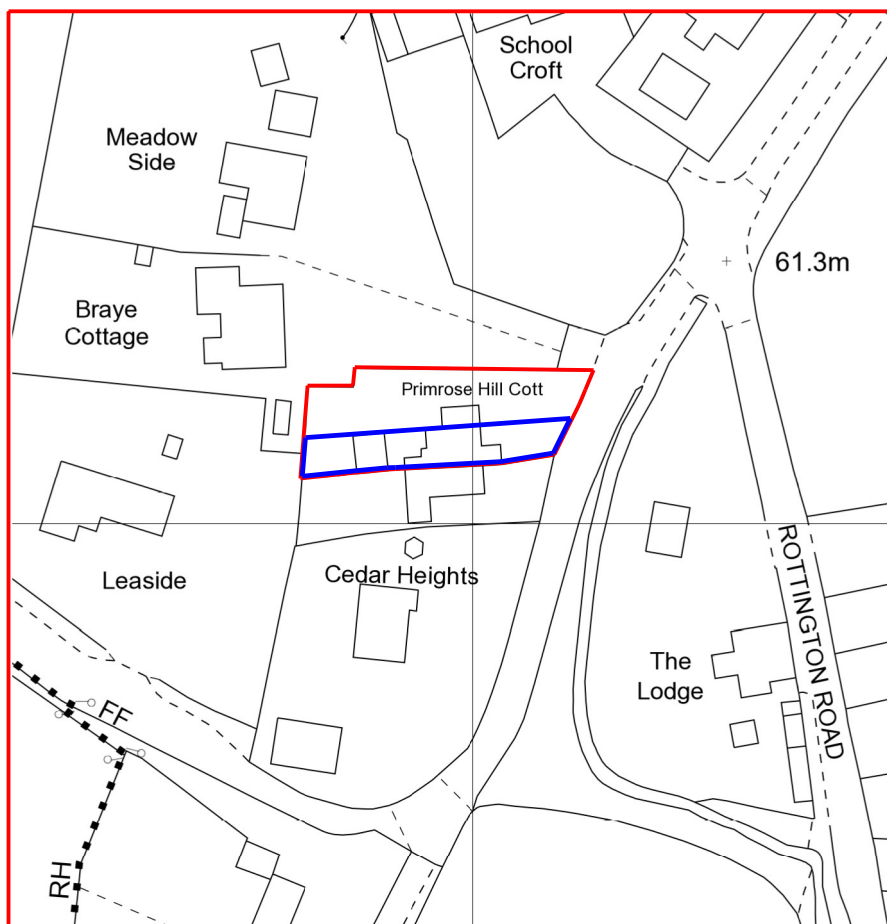 School
Croft
Meadow
Side
61.3m
Braye
Cottage
Primrose Hill Cott
Leaside
Cedar Heights
ROTTINGTON ROAD
The
Lodge
FF
RH